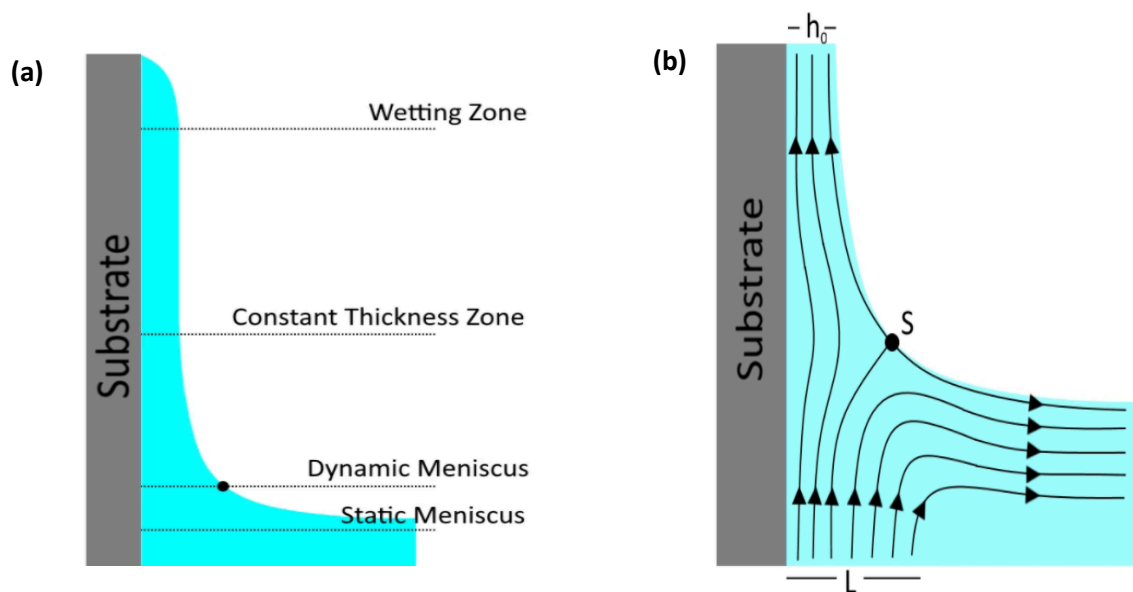 (a)
Substrate
Wetting Zone
Constant Thickness Zone
Dynamic Meniscus
Static Meniscus
(b)
h₀
Substrate
S
L